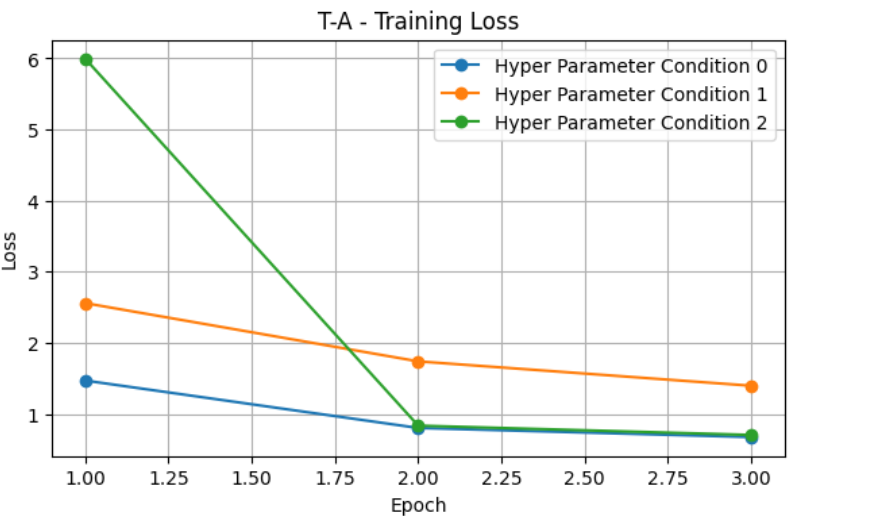 T-A - Training Loss
Hyper Parameter Condition 0
Hyper Parameter Condition 1
Hyper Parameter Condition 2
Loss
6
5
4
3
2
1
1.00 1.25 1.50 1.75 2.00 2.25 2.50 2.75 3.00
Epoch